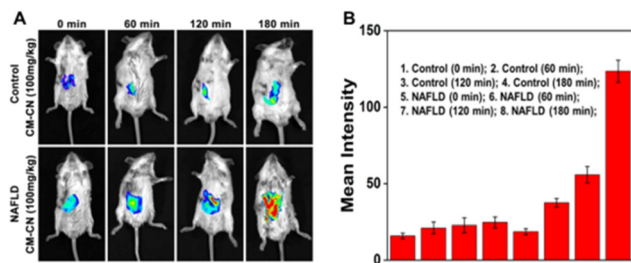 A
0 min 60 min 120 min 180 min
Control
CM-CN (100mg/kg)
NAFLD
CM-CN (100mg/kg)
B
Mean Intensity
150
100
50
0
1. Control (0 min); 2. Control (60 min);
3. Control (120 min); 4. Control (180 min);
5. NAFLD (0 min); 6. NAFLD (60 min);
7. NAFLD (120 min); 8. NAFLD (180 min);